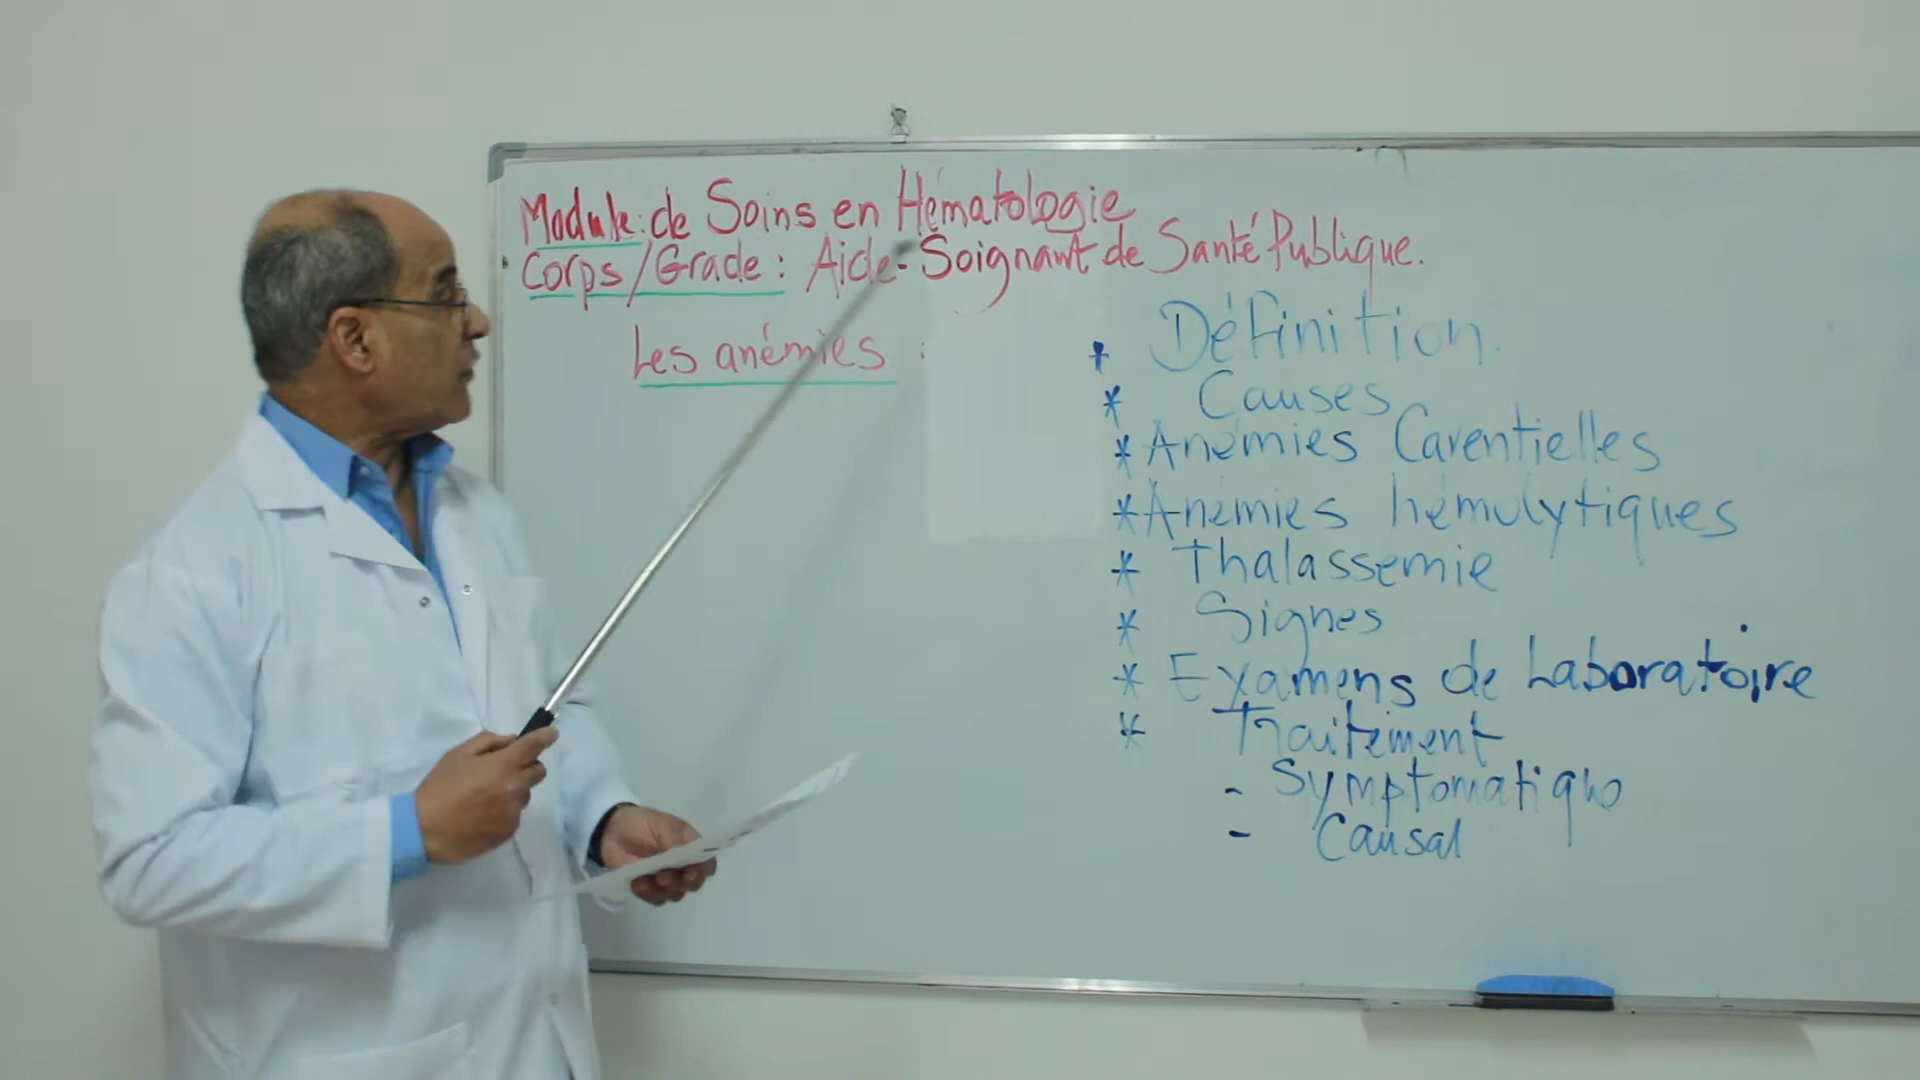 Module: de Soins en Hématologie
Corps/Grade: Aide-Soignant de Santé Publique.
Les anémies :
* Définition.
* Causes
* Anémies Carentielles
* Anémies hémolytiques
* Thalassemie
* Signes
* Examens de Laboratoire
* Traitement
- Symptomatique
- Causal